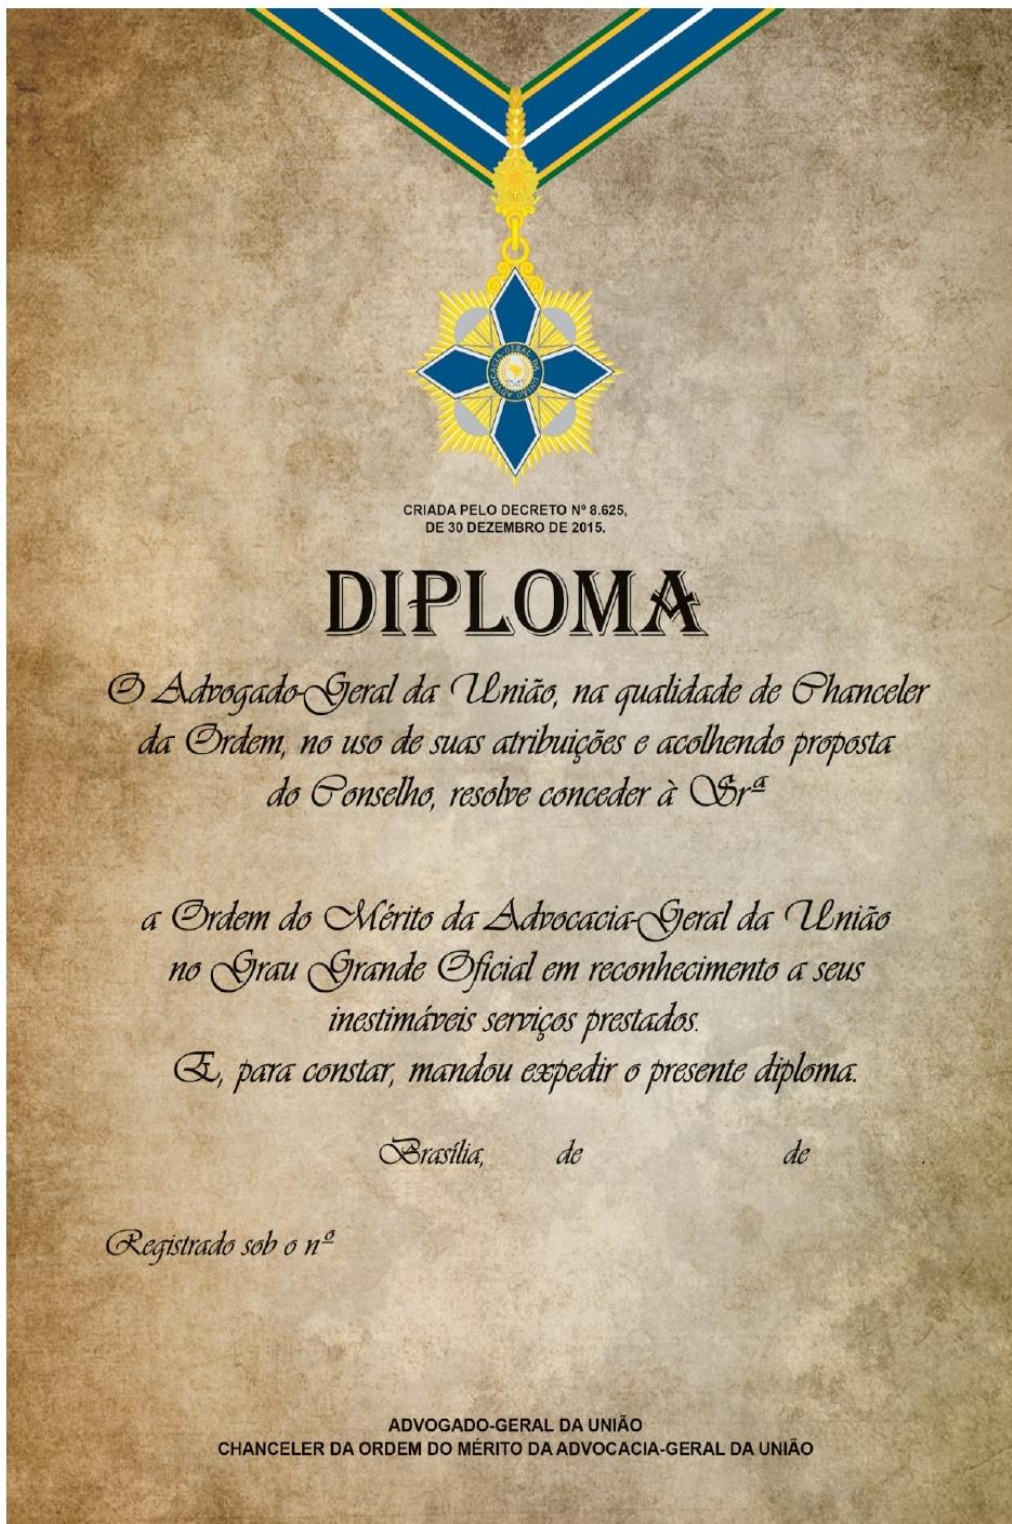 ADVOCACIA-GERAL DA UNIÃO
CRIADA PELO DECRETO Nº 8.625,
DE 30 DEZEMBRO DE 2015.
DIPLOMA
O Advogado-Geral da União, na qualidade de Chanceler
da Ordem, no uso de suas atribuições e acolhendo proposta
do Conselho, resolve conceder à Srª
a Ordem do Mérito da Advocacia-Geral da União
no Grau Grande Oficial em reconhecimento a seus
inestimáveis serviços prestados.
E, para constar, mandou expedir o presente diploma.
Brasília, de de .
Registrado sob o nº
ADVOGADO-GERAL DA UNIÃO
CHANCELER DA ORDEM DO MÉRITO DA ADVOCACIA-GERAL DA UNIÃO